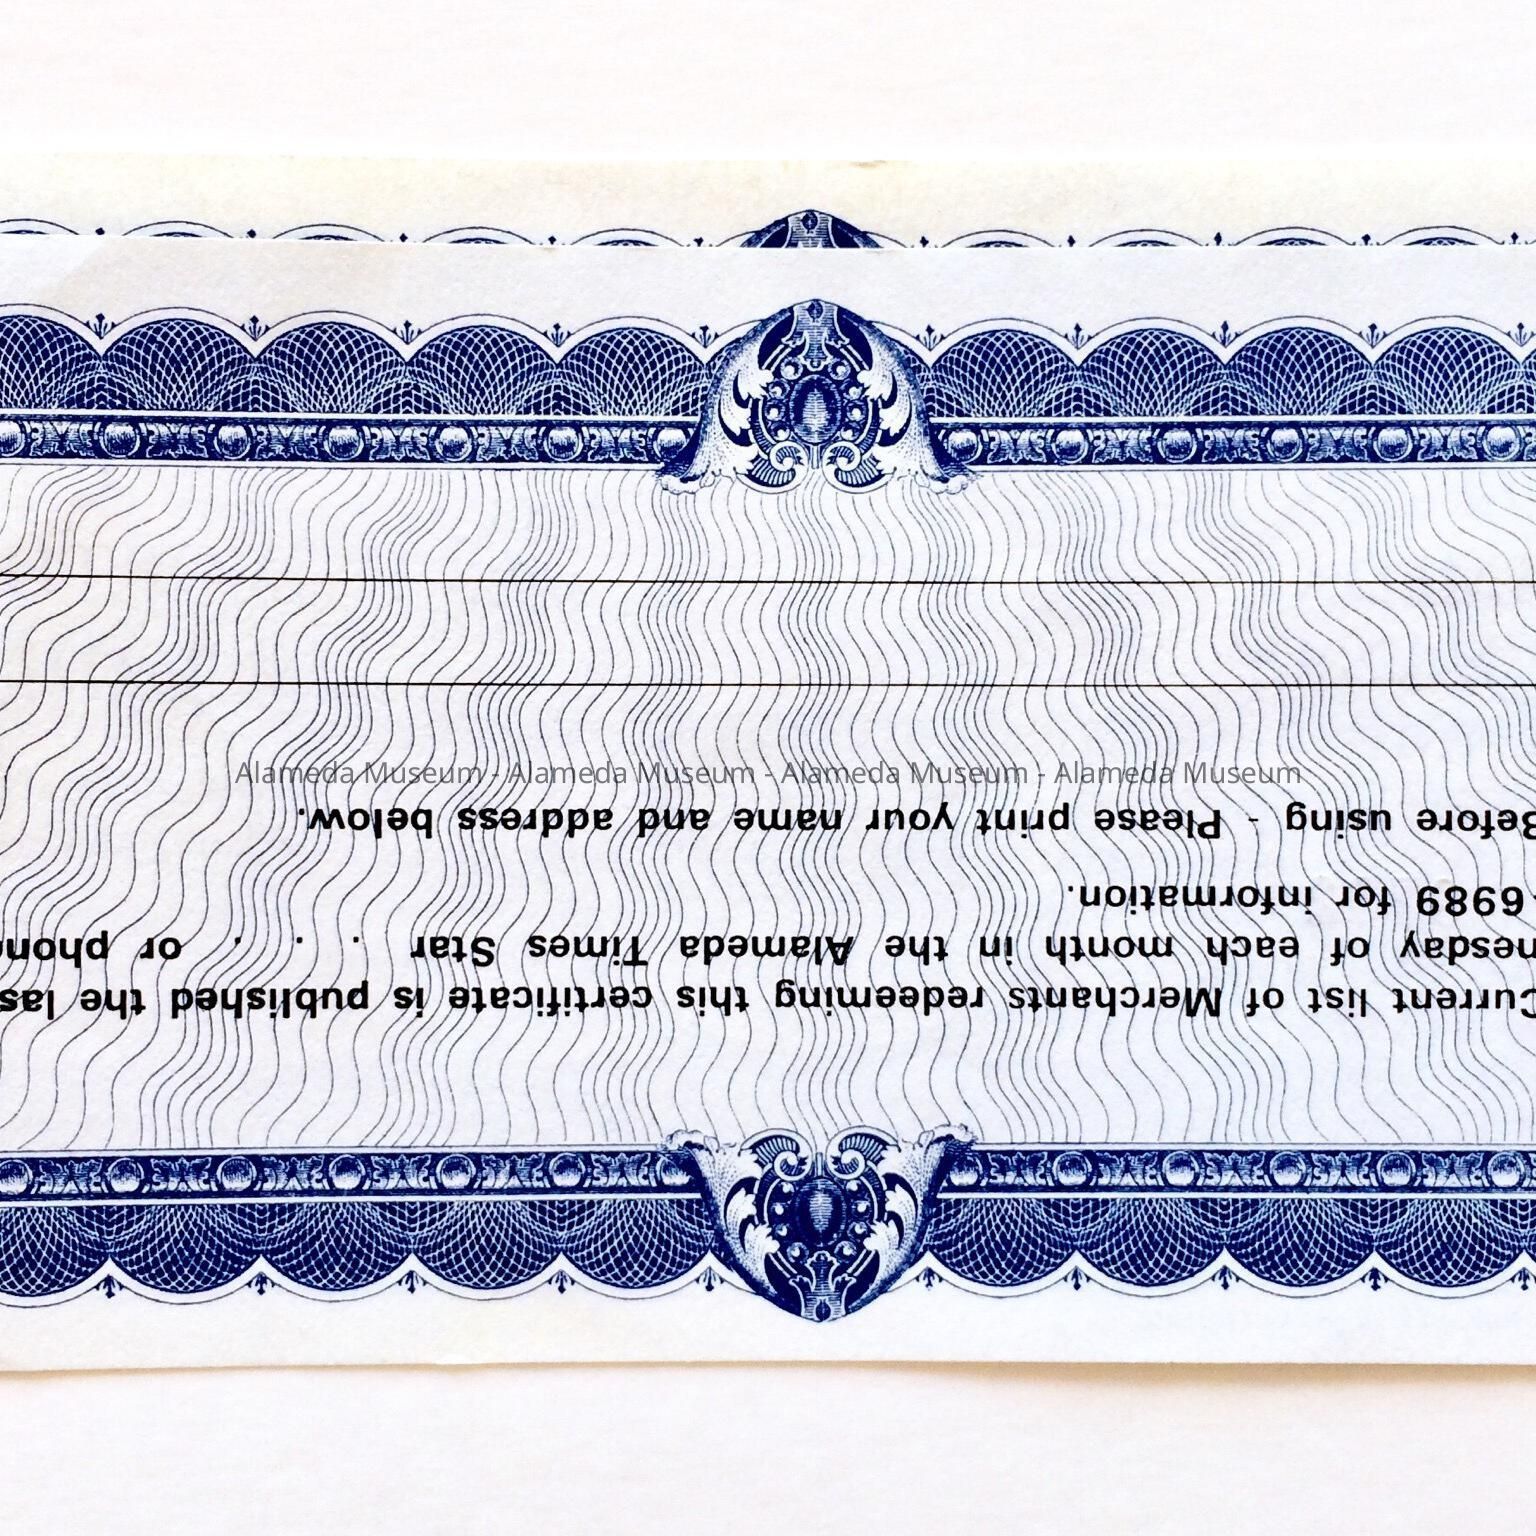 Current list of Merchants redeeming this certificate is published the las
nesday of each month in the Alameda Times Star . . . or phone
-6989 for information.
Before using - Please print your name and address below.
Alameda Museum - Alameda Museum - Alameda Museum - Alameda Museum